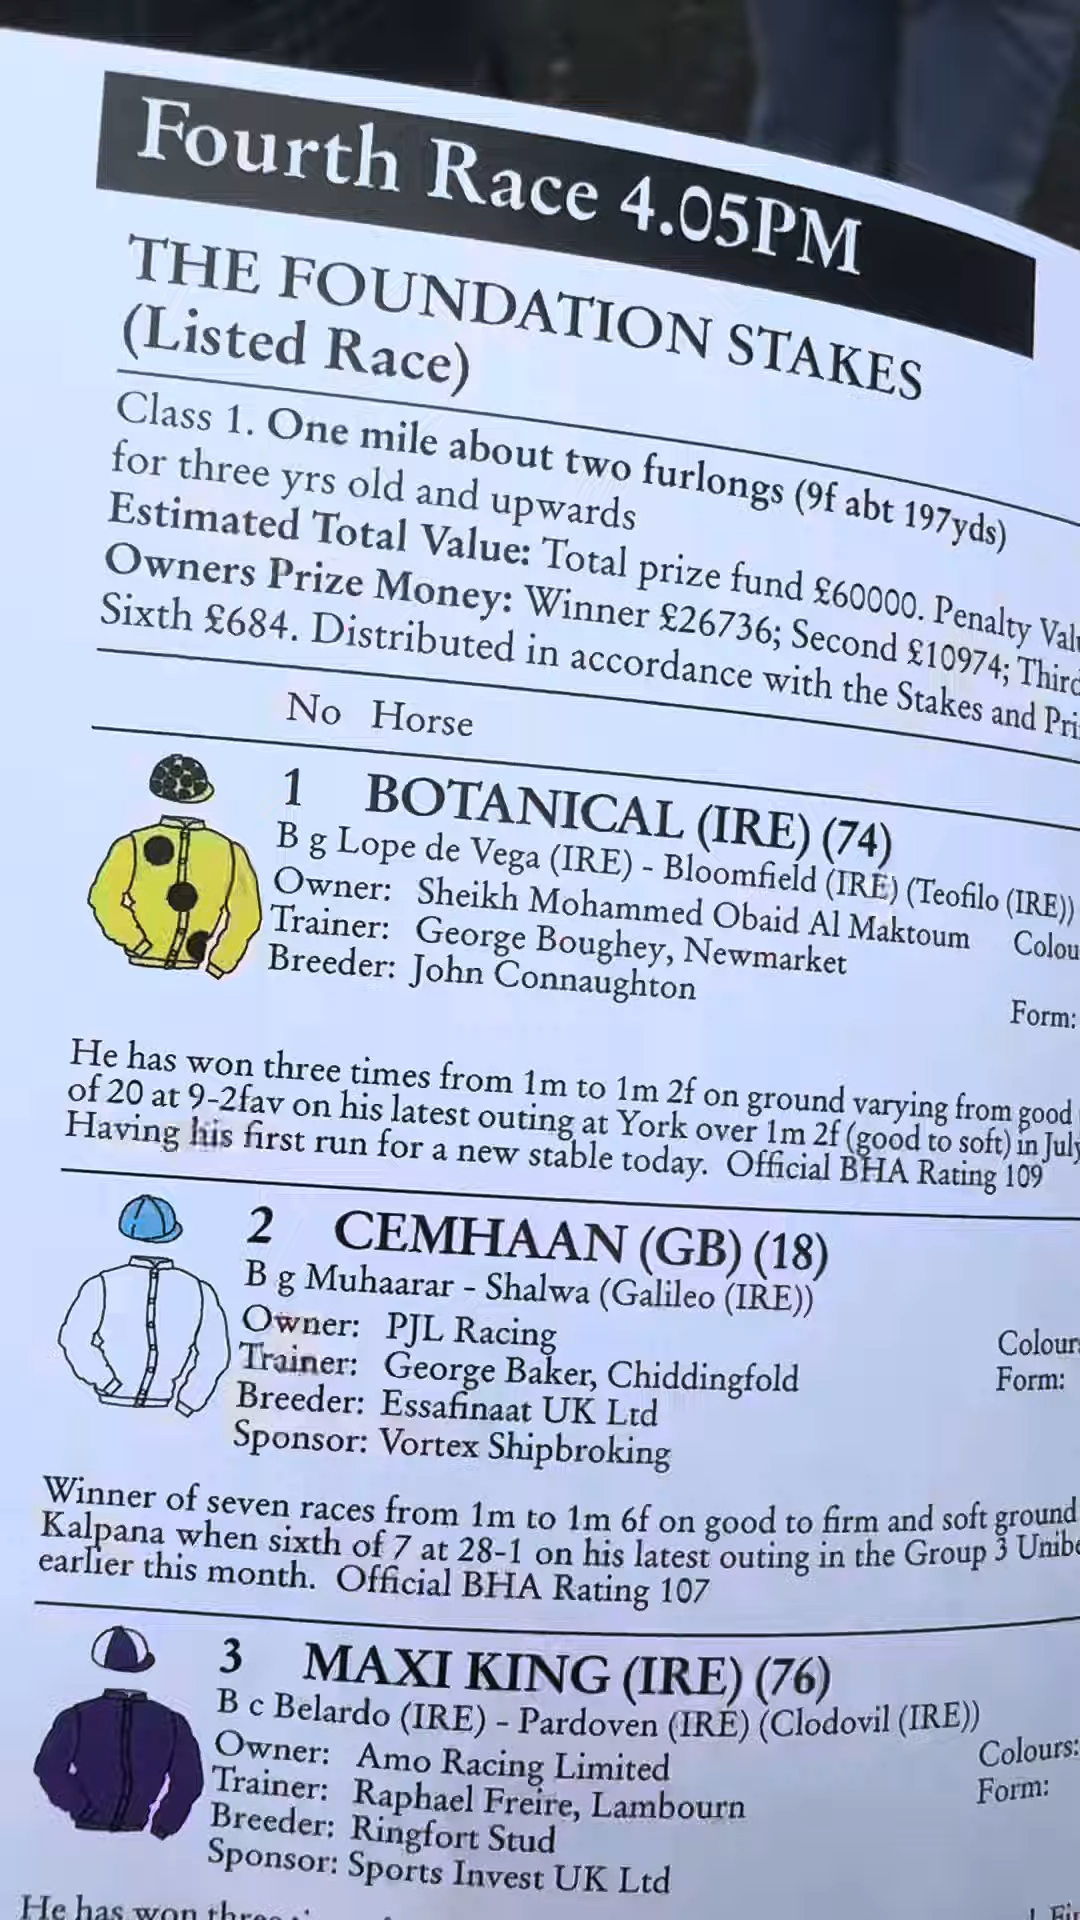 Fourth Race 4.05PM
THE FOUNDATION STAKES
(Listed Race)
Class 1. One mile about two furlongs (9f abt 197yds)
for three yrs old and upwards
Estimated Total Value: Total prize fund £60000. Penalty
Owners Prize Money: Winner £26736; Second £10974; Third
Sixth £684. Distributed in accordance with the Stakes and
No Horse
1 BOTANICAL (IRE) (74)
B g Lope de Vega (IRE) - Bloomfield (IRE) (Teofilo (IRE))
Owner: Sheikh Mohammed Obaid Al Maktoum Colou
Trainer: George Boughey, Newmarket
Breeder: John Connaughton
Form:
He has won three times from 1m to 1m 2f on ground varying from good
of 20 at 9-2fav on his latest outing at York over 1m 2f (good to soft) in July
Having his first run for a new stable today. Official BHA Rating 109
2 CEMHAAN (GB) (18)
B g Muhaarar - Shalwa (Galileo (IRE))
Owner: PJL Racing Colour
Trainer: George Baker, Chiddingfold Form:
Breeder: Essafinaat UK Ltd
Sponsor: Vortex Shipbroking
Winner of seven races from 1m to 1m 6f on good to firm and soft ground
Kalpana when sixth of 7 at 28-1 on his latest outing in the Group 3 Unibe
earlier this month. Official BHA Rating 107
3 MAXI KING (IRE) (76)
B c Belardo (IRE) - Pardoven (IRE) (Clodovil (IRE))
Owner: Amo Racing Limited Colours:
Trainer: Raphael Freire, Lambourn Form:
Breeder: Ringfort Stud
Sponsor: Sports Invest UK Ltd
He has won